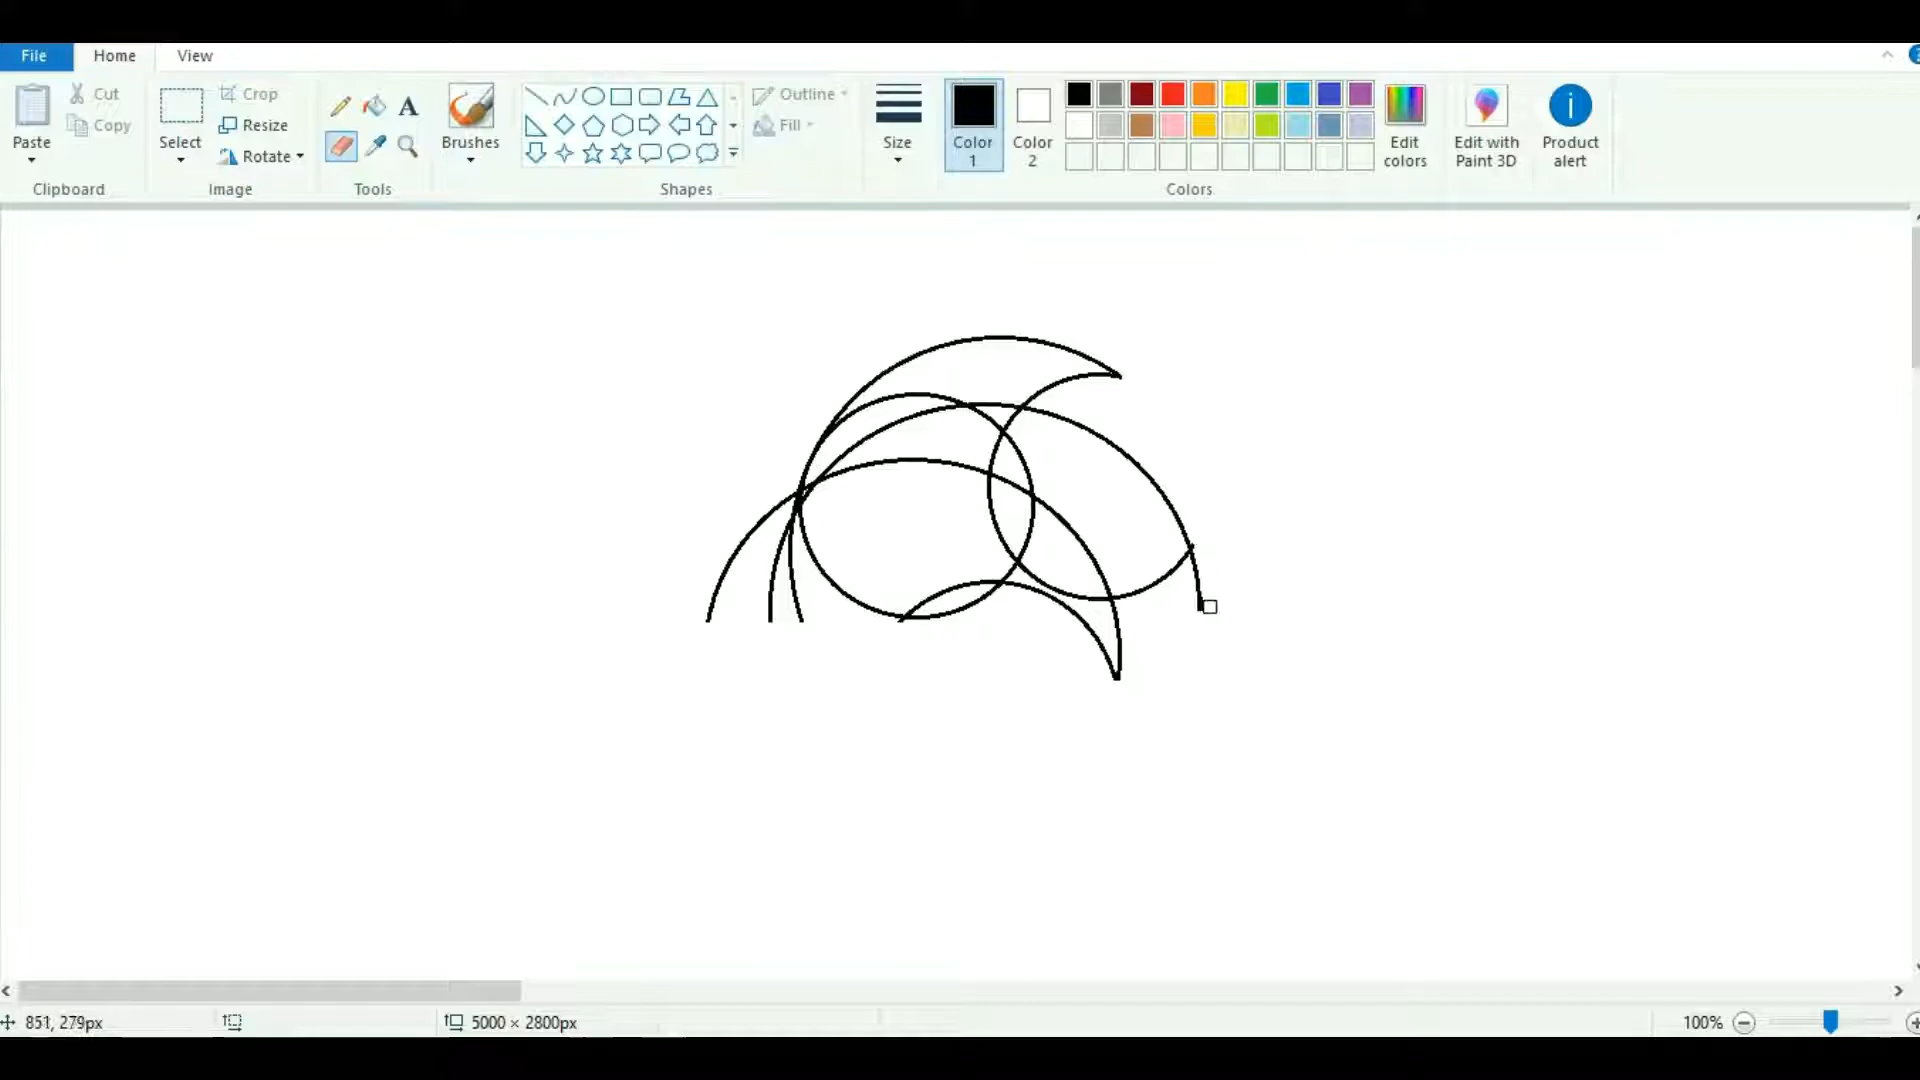 File Home View
Cut
Copy
Paste
Clipboard
Select
Crop
Resize
Rotate
Image
A
Tools
Brushes
Shapes
Outline
Fill
Size
Color
1
Color
2
Colors
Edit
colors
Edit with
Paint 3D
Product
alert
851, 279px
5000 × 2800px
100%